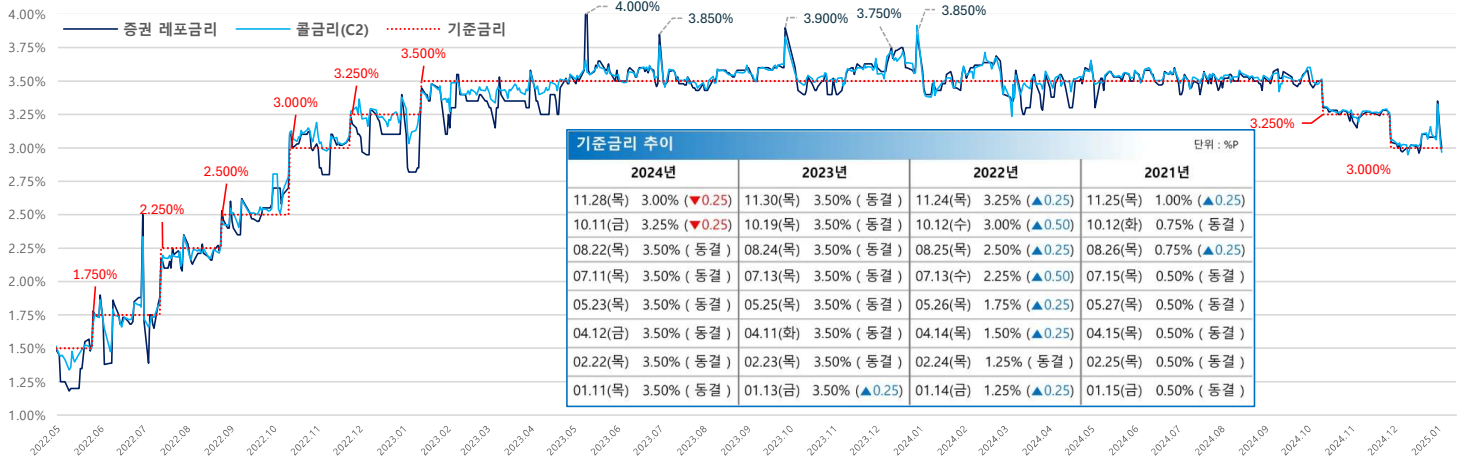 증권 레포금리 콜금리(C2) 기준금리
4.00%
3.75%
3.50%
3.25%
3.00%
2.75%
2.50%
2.25%
2.00%
1.75%
1.50%
1.25%
1.00%
1.750%
2.250%
2.500%
3.000%
3.250%
3.500%
4.000%
3.850%
3.900%
3.750%
3.850%
3.250%
3.000%
기준금리 추이 단위 : %P
2024년 2023년 2022년 2021년
11.28(목) 3.00% (▼0.25) 11.30(목) 3.50% ( 동결 ) 11.24(목) 3.25% (▲0.25) 11.25(목) 1.00% (▲0.25)
10.11(금) 3.25% (▼0.25) 10.19(목) 3.50% ( 동결 ) 10.12(수) 3.00% (▲0.50) 10.12(화) 0.75% ( 동결 )
08.22(목) 3.50% ( 동결 ) 08.24(목) 3.50% ( 동결 ) 08.25(목) 2.50% (▲0.25) 08.26(목) 0.75% (▲0.25)
07.11(목) 3.50% ( 동결 ) 07.13(목) 3.50% ( 동결 ) 07.13(수) 2.25% (▲0.50) 07.15(목) 0.50% ( 동결 )
05.23(목) 3.50% ( 동결 ) 05.25(목) 3.50% ( 동결 ) 05.26(목) 1.75% (▲0.25) 05.27(목) 0.50% ( 동결 )
04.12(금) 3.50% ( 동결 ) 04.11(화) 3.50% ( 동결 ) 04.14(목) 1.50% (▲0.25) 04.15(목) 0.50% ( 동결 )
02.22(목) 3.50% ( 동결 ) 02.23(목) 3.50% ( 동결 ) 02.24(목) 1.25% ( 동결 ) 02.25(목) 0.50% ( 동결 )
01.11(목) 3.50% ( 동결 ) 01.13(금) 3.50% (▲0.25) 01.14(금) 1.25% (▲0.25) 01.15(금) 0.50% ( 동결 )
2022.05 2022.06 2022.07 2022.08 2022.09 2022.10 2022.11 2022.12 2023.01 2023.02 2023.03 2023.04 2023.05 2023.06 2023.07 2023.08 2023.09 2023.10 2023.11 2023.12 2024.01 2024.02 2024.03 2024.04 2024.05 2024.06 2024.07 2024.08 2024.09 2024.10 2024.11 2024.12 2025.01